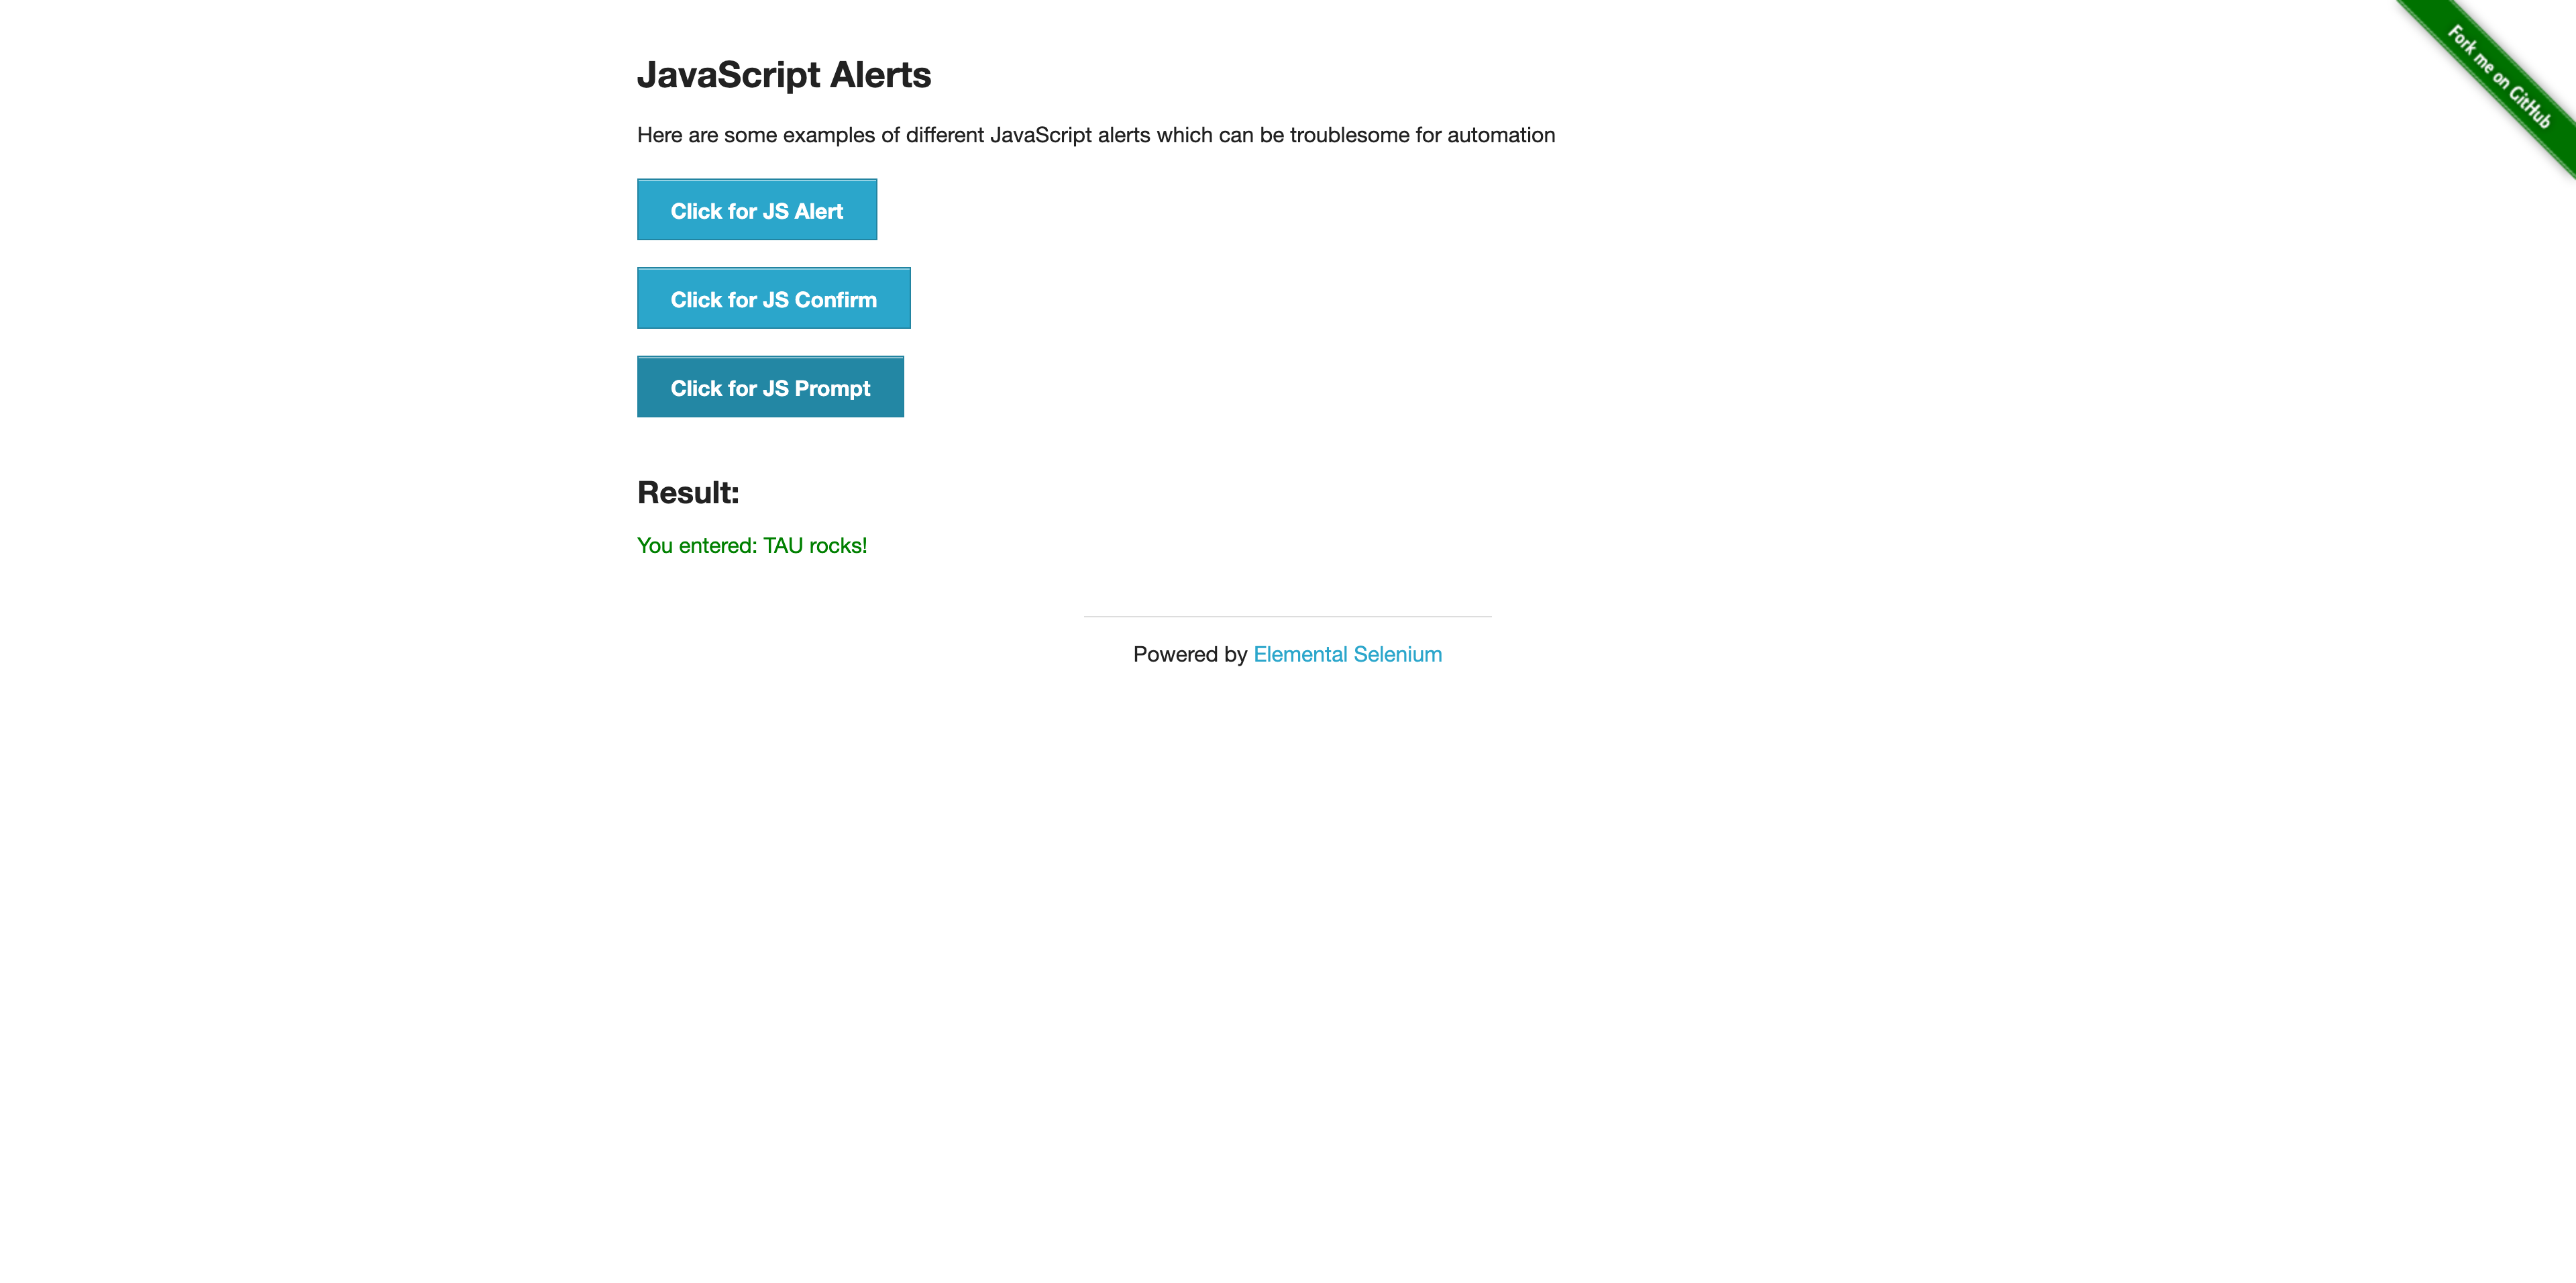 JavaScript Alerts
Here are some examples of different JavaScript alerts which can be troublesome for automation
Click for JS Alert
Click for JS Confirm
Click for JS Prompt
Result:
You entered: TAU rocks!
Powered by Elemental Selenium
Fork me on GitHub